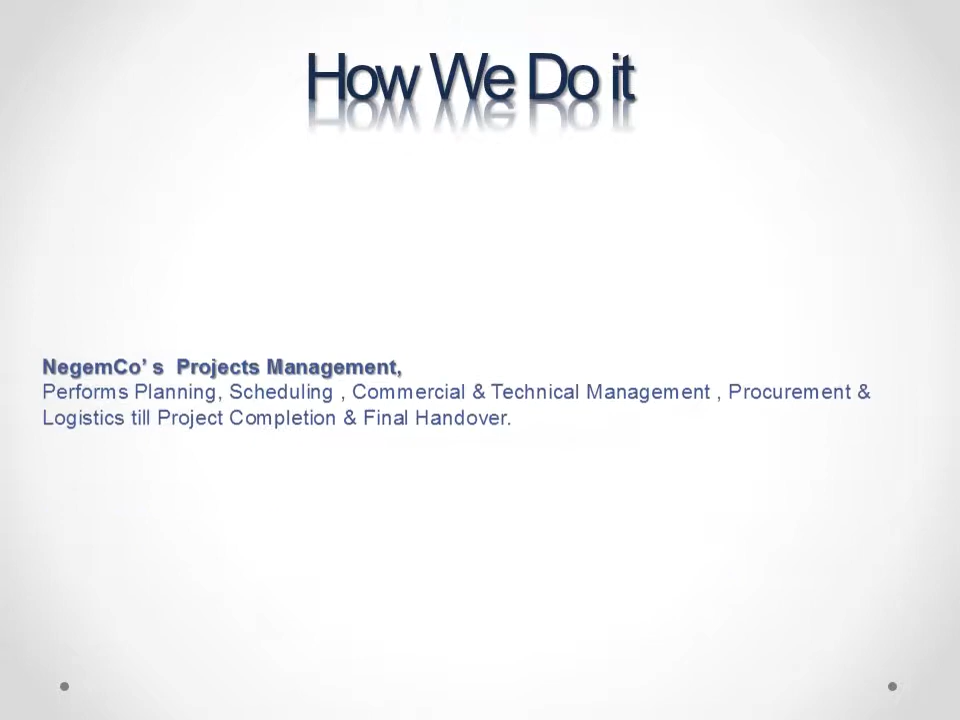 How We Do it
NegemCo’ s  Projects Management,
Performs Planning, Scheduling , Commercial & Technical Management , Procurement &
Logistics till Project Completion & Final Handover.